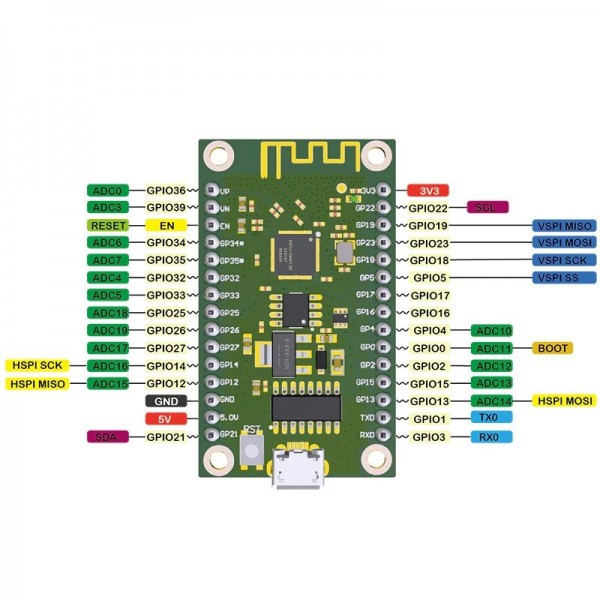 ADC0 GPIO36 VP 3V3 3V3
ADC3 GPIO39 VN GP22 GPIO22 SCL
RESET EN EN GP19 GPIO19 VSPI MISO
ADC6 GPIO34 GP34* GP23 GPIO23 VSPI MOSI
ADC7 GPIO35 GP35* GP18 GPIO18 VSPI SCK
ADC4 GPIO32 GP32 GP5 GPIO5 VSPI SS
ADC5 GPIO33 GP33 GP17 GPIO17
ADC18 GPIO25 GP25 GP16 GPIO16
ADC19 GPIO26 GP26 GP4 GPIO4 ADC10
ADC17 GPIO27 GP27 GP0 GPIO0 ADC11 BOOT
HSPI SCK ADC16 GPIO14 GP14 GP2 GPIO2 ADC12
HSPI MISO ADC15 GPIO12 GP12 GP15 GPIO15 ADC13
GND GND GP13 GPIO13 ADC14 HSPI MOSI
5V 5.0V TX0 GPIO1 TX0
SDA GPIO21 GP21 RST RX0 GPIO3 RX0